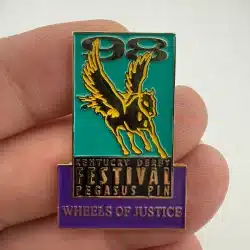 98
KENTUCKY DERBY
FESTIVAL
PEGASUS PIN
WHEELS OF JUSTICE